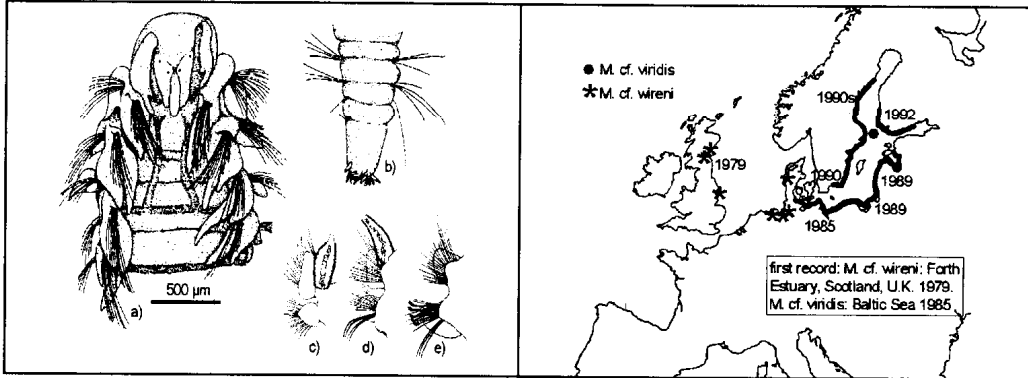 a)
500 µm
b)
c)
d)
e)
M. cf. viridis
M. cf. wireni
1990s
1992
1979
1990
1989
1989
1985
first record: M. cf. wireni: Forth
Estuary, Scotland, U.K. 1979.
M. cf. viridis: Baltic Sea 1985